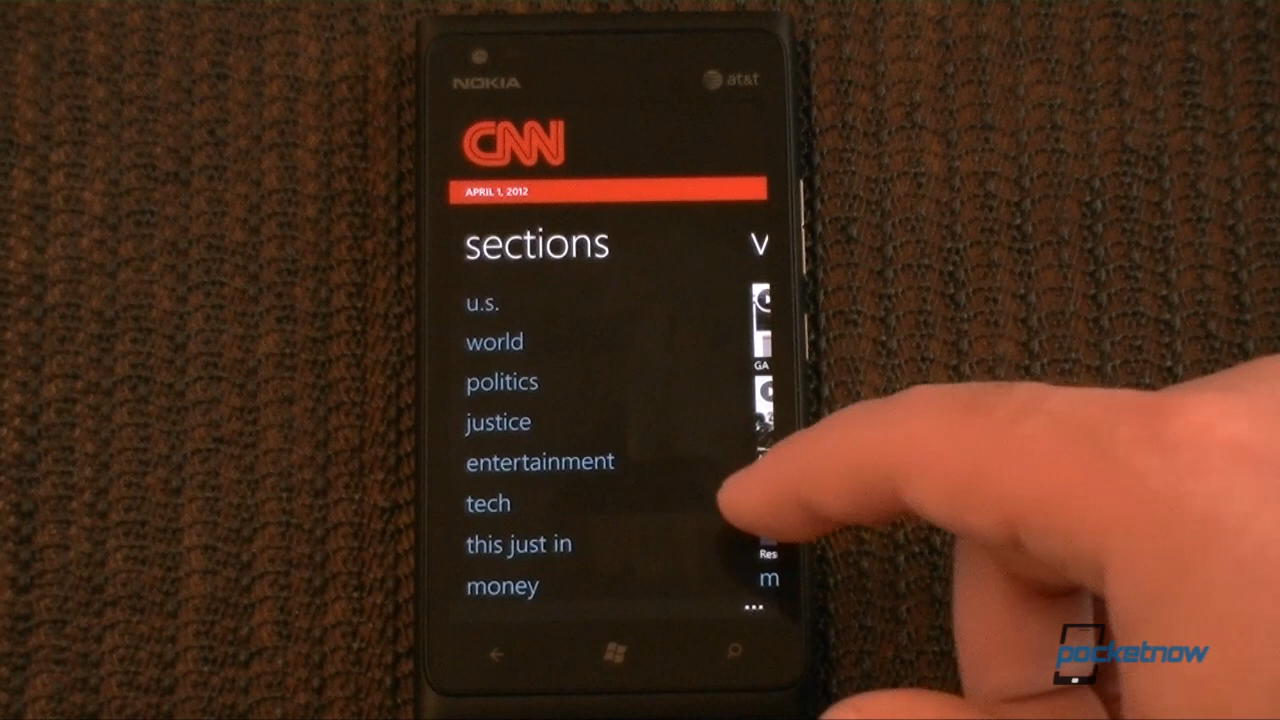 NOKIA
at&t
CNN
APRIL 1, 2012
sections
V
u.s.
world
politics
justice
GA
entertainment
tech
this just in
Res
money
m
pocketnow